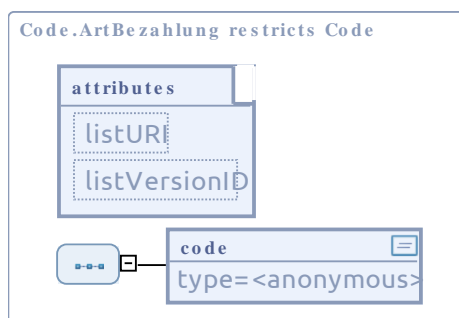 Code.ArtBezahlung restricts Code
attributes
listURI
listVersionID
code
type=<anonymous>